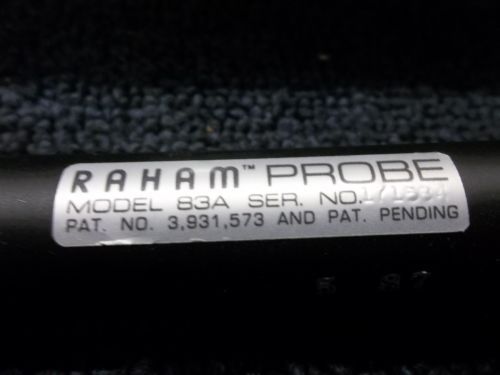 RAHAM™ PROBE
MODEL 83A SER. NO.
PAT. NO. 3,931,573 AND PAT. PENDING